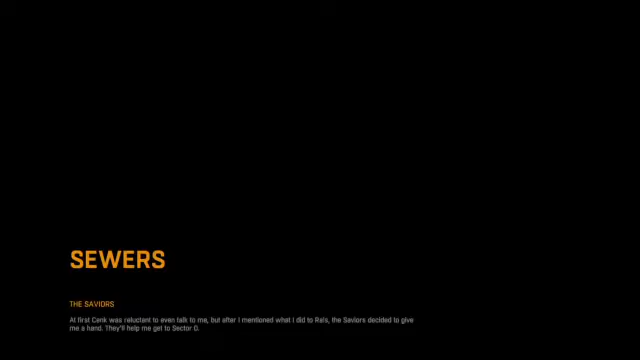 SEWERS
THE SAVIORS
At first Cenk was reluctant to even talk to me, but after I mentioned what I did to Rais, the Saviors decided to give
me a hand. They'll help me get to Sector 0.